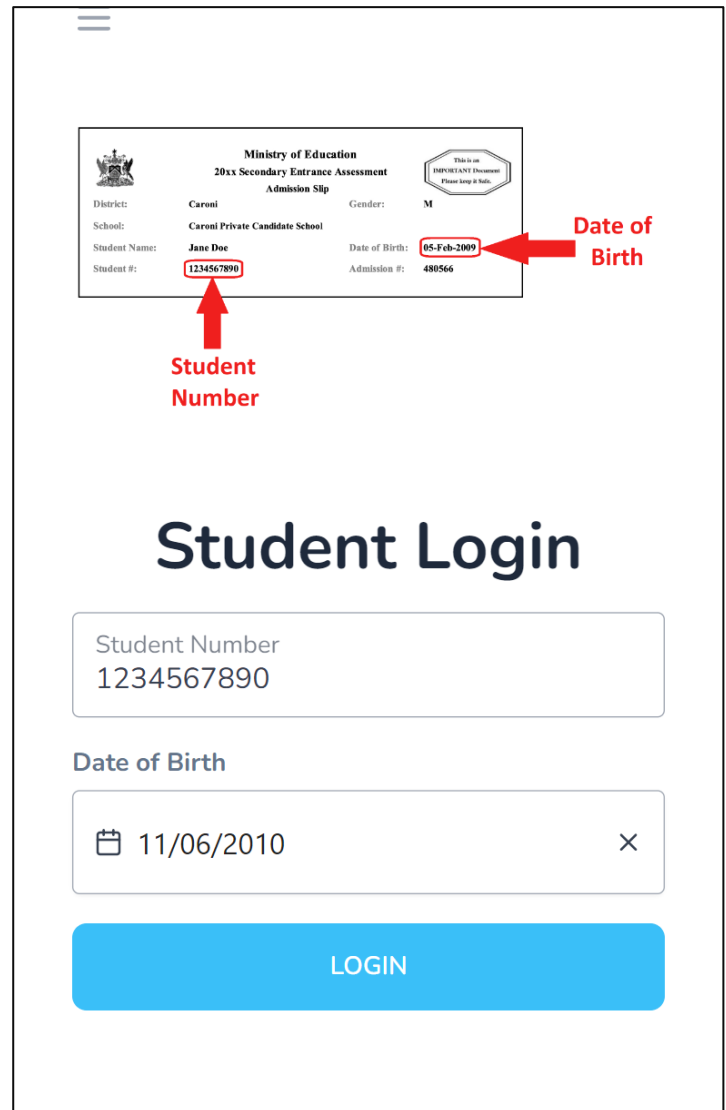 Ministry of Education
20xx Secondary Entrance Assessment
Admission Slip
This is an
IMPORTANT Document
Please keep it Safe.
District: Caroni Gender: M
School: Caroni Private Candidate School
Student Name: Jane Doe Date of Birth: 05-Feb-2009
Student #: 1234567890 Admission #: 480566
Date of
Birth
Student
Number
Student Login
Student Number
1234567890
Date of Birth
11/06/2010
LOGIN